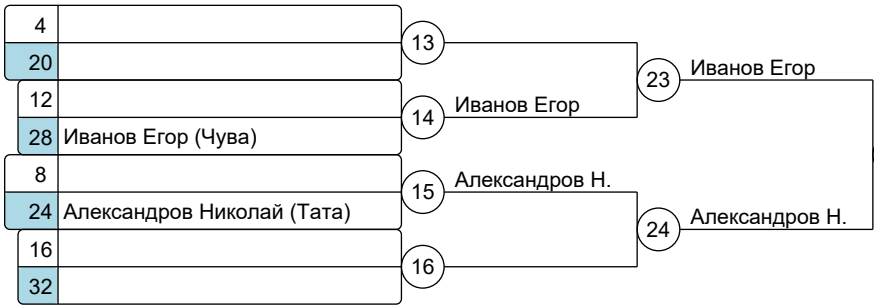 4
13
20
23
Иванов Егор
12
14
Иванов Егор
28
Иванов Егор (Чува)
8
15
Александров Н.
24
Александров Николай (Тата)
24
Александров Н.
16
16
32